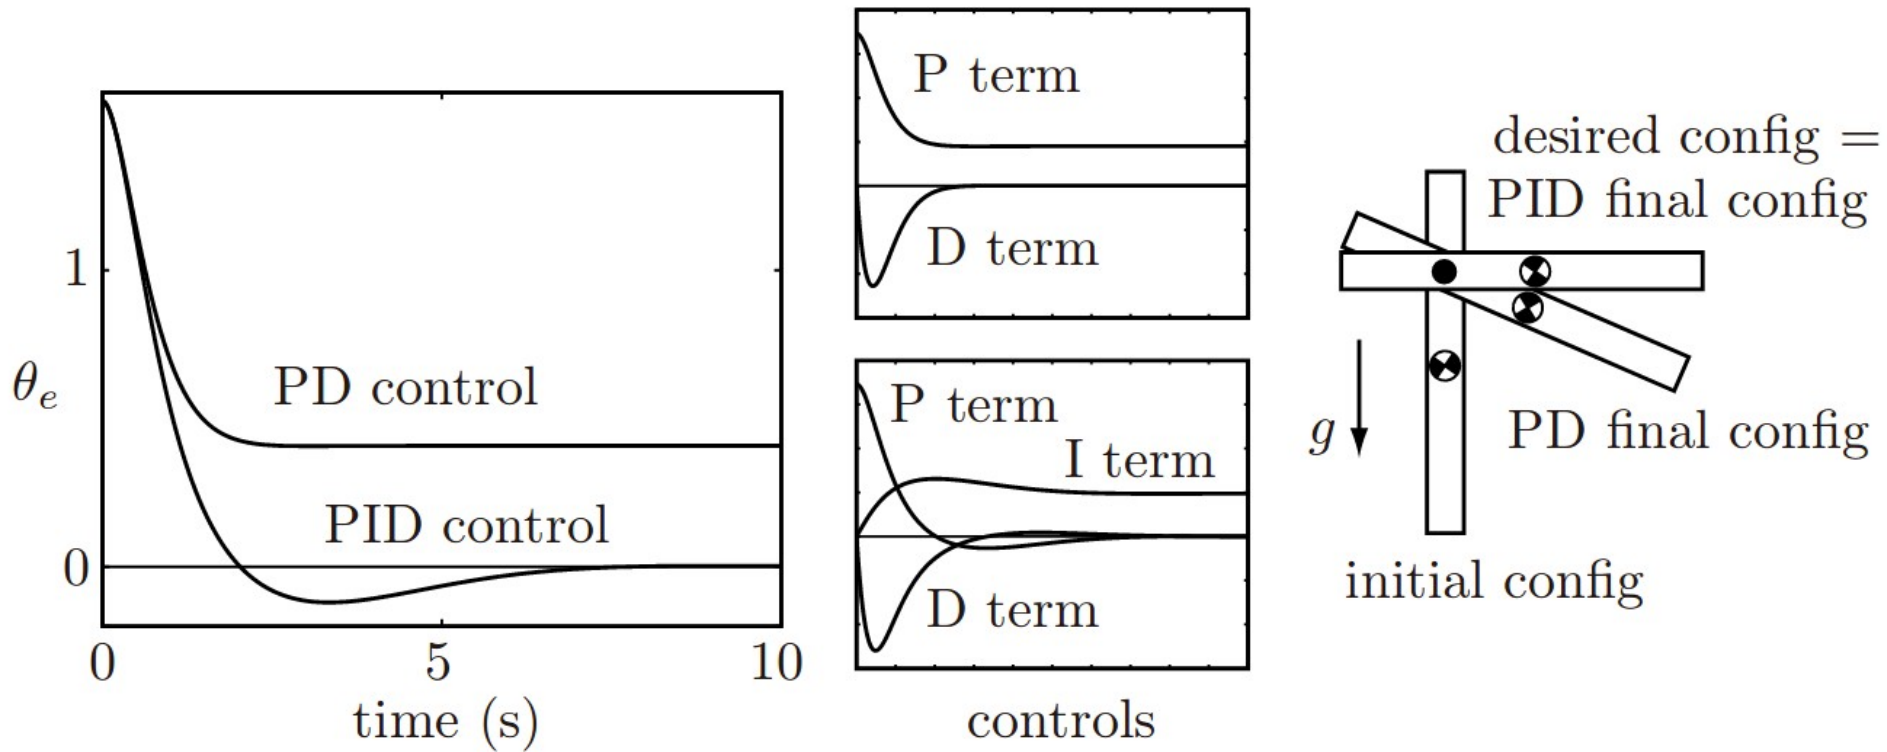 1
0
θe
PD control
PID control
0
5
10
time (s)
P term
D term
P term
I term
D term
controls
desired config =
PID final config
g
PD final config
initial config